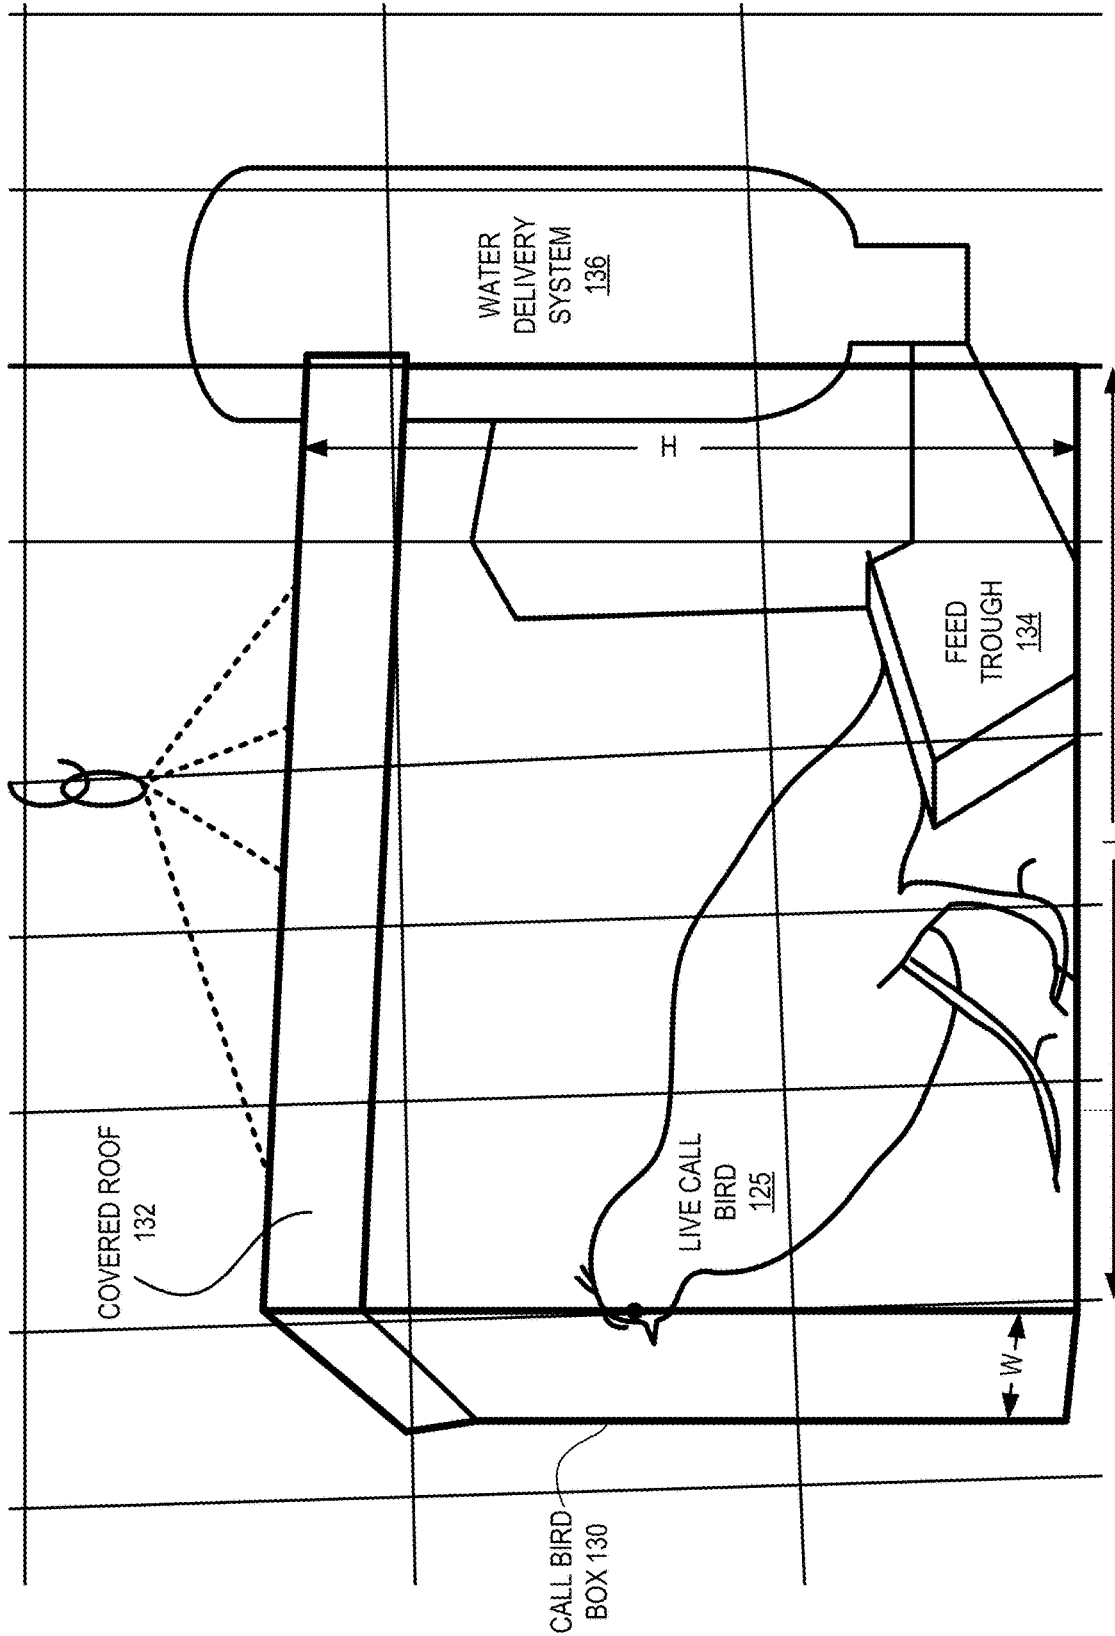 COVERED ROOF
132
WATER
DELIVERY
SYSTEM
136
CALL BIRD
BOX 130
H
LIVE CALL
BIRD
125
FEED
TROUGH
134
W